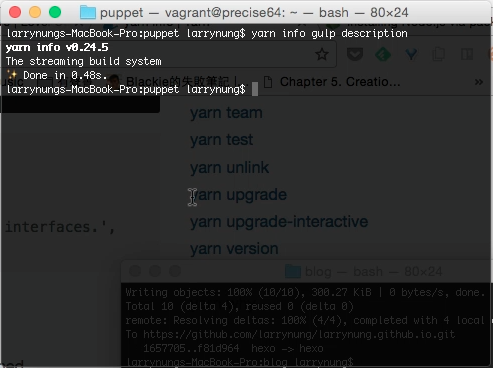 puppet — vagrant@precise64: ~ — bash — 80×24
larrynungs-MacBook-Pro:puppet larrynung$ yarn info gulp description
yarn info v0.24.5
The streaming build system
✨ Done in 0.48s.
larrynungs-MacBook-Pro:puppet larrynung$
Blackie的失敗筆記
Chapter 5. Creatio...
yarn team
yarn test
yarn unlink
yarn upgrade
interfaces.',
yarn upgrade-interactive
yarn version
blog — bash — 80×24
Writing objects: 100% (10/10), 300.27 KiB | 0 bytes/s, done.
Total 10 (delta 4), reused 0 (delta 0)
remote: Resolving deltas: 100% (4/4), completed with 4 local
To https://github.com/larrynung/larrynung.github.io.git
1657705..f81d964 hexo -> hexo
larrynungs-MacBook-Pro:blog larrynung$